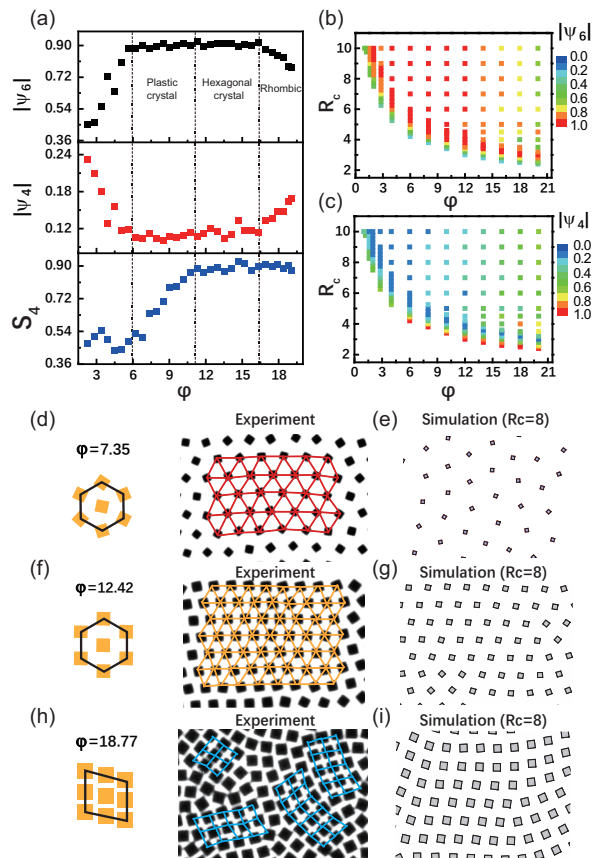 (a)
|ψ₆|
0.90
0.72
0.54
0.36
Plastic
crystal
Hexagonal
crystal
Rhombic
|ψ₄|
0.24
0.18
0.12
S₄
0.90
0.72
0.54
0.36
3 6 9 12 15 18
φ
(b)
|ψ₆|
R_c
10
8
6
4
2
0 3 6 9 12 15 18 21
φ
0.0
0.2
0.4
0.6
0.8
1.0
(c)
|ψ₄|
R_c
10
8
6
4
2
0 3 6 9 12 15 18 21
φ
0.0
0.2
0.4
0.6
0.8
1.0
(d)
φ=7.35
Experiment
(e)
Simulation (Rc=8)
(f)
φ=12.42
Experiment
(g)
Simulation (Rc=8)
(h)
φ=18.77
Experiment
(i)
Simulation (Rc=8)